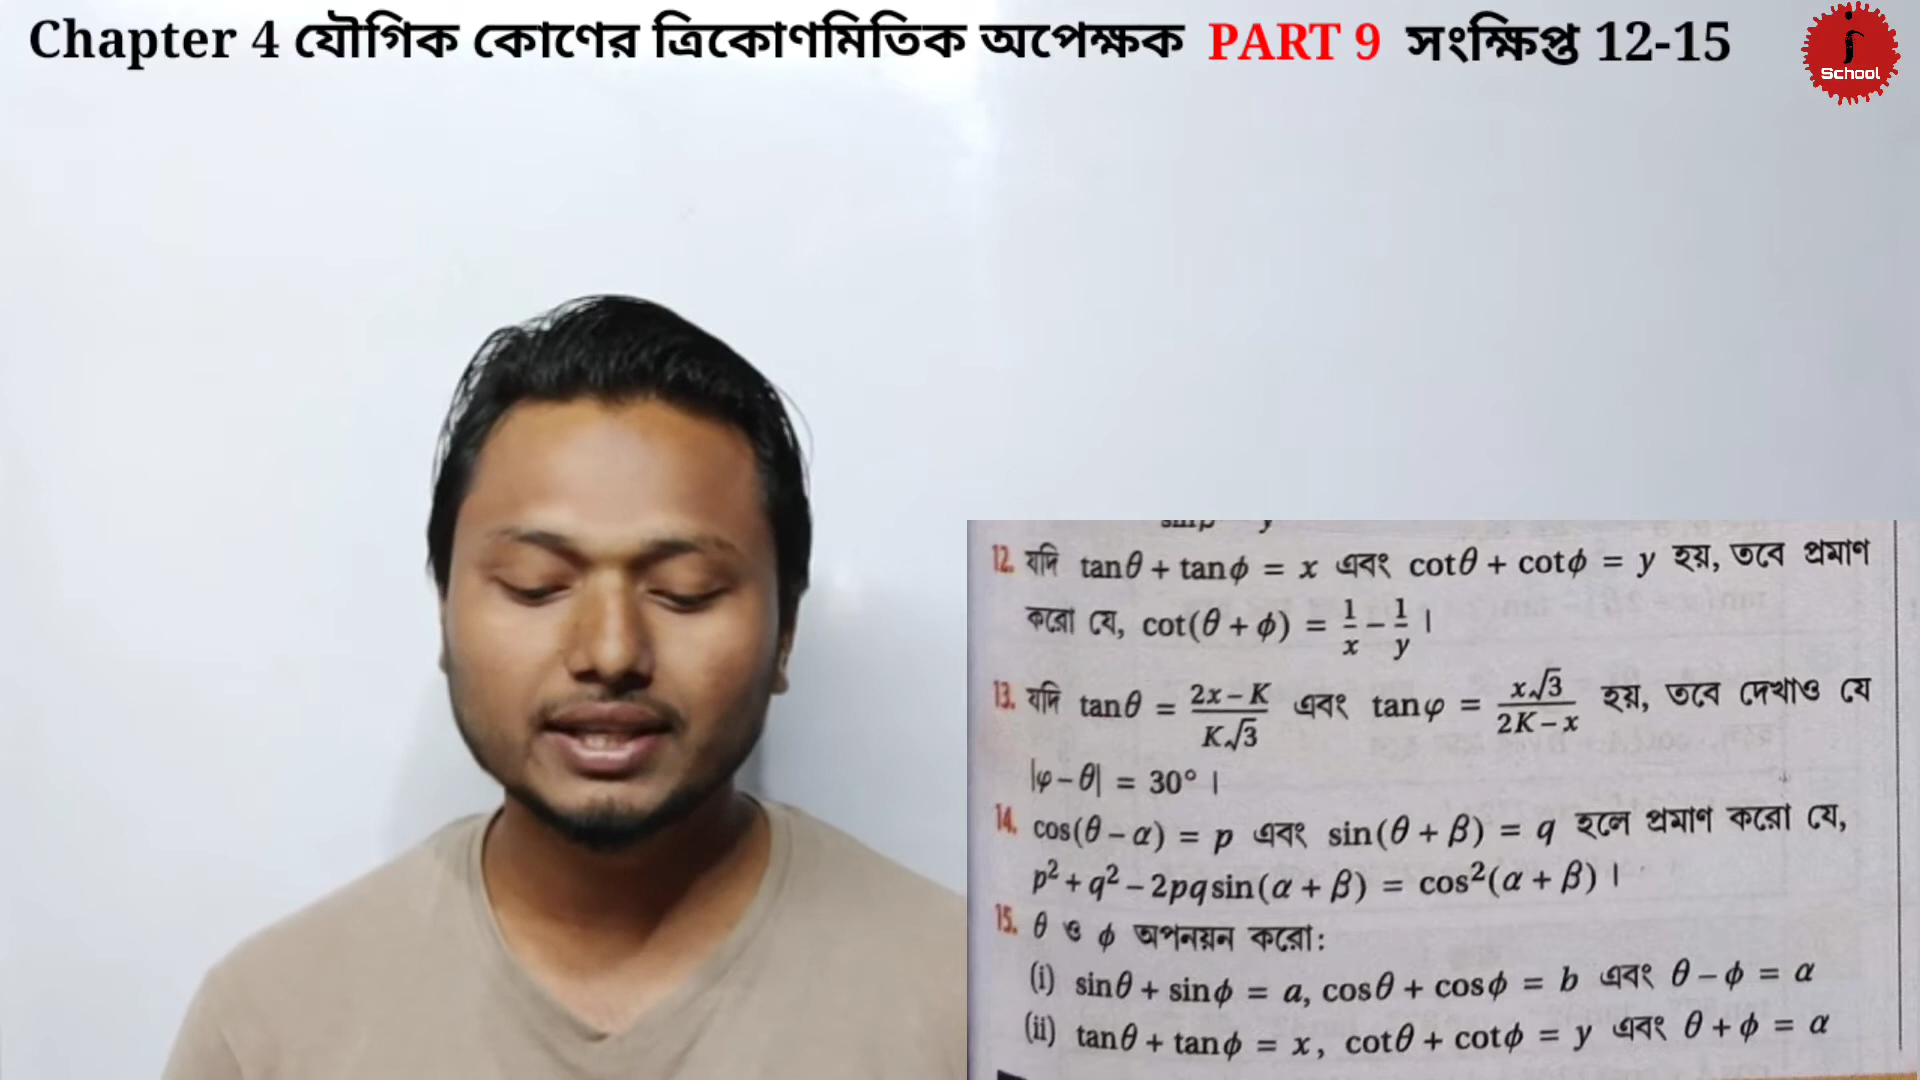 Chapter 4 যৌগিক কোণের ত্রিকোণমিতিক অপেক্ষক PART 9 সংক্ষিপ্ত 12-15
School
12. যদি tanθ + tanϕ = x এবং cotθ + cotϕ = y হয়, তবে প্রমাণ
করো যে, cot(θ + ϕ) = 1/x − 1/y ।
13. যদি tanθ = (2x − K)/(K√3) এবং tanφ = (x√3)/(2K − x) হয়, তবে দেখাও যে
|φ − θ| = 30° ।
14. cos(θ − α) = p এবং sin(θ + β) = q হলে প্রমাণ করো যে,
p² + q² − 2pq sin(α + β) = cos²(α + β) ।
15. θ ও ϕ অপনয়ন করো:
(i) sinθ + sinϕ = a, cosθ + cosϕ = b এবং θ − ϕ = α
(ii) tanθ + tanϕ = x, cotθ + cotϕ = y এবং θ + ϕ = α